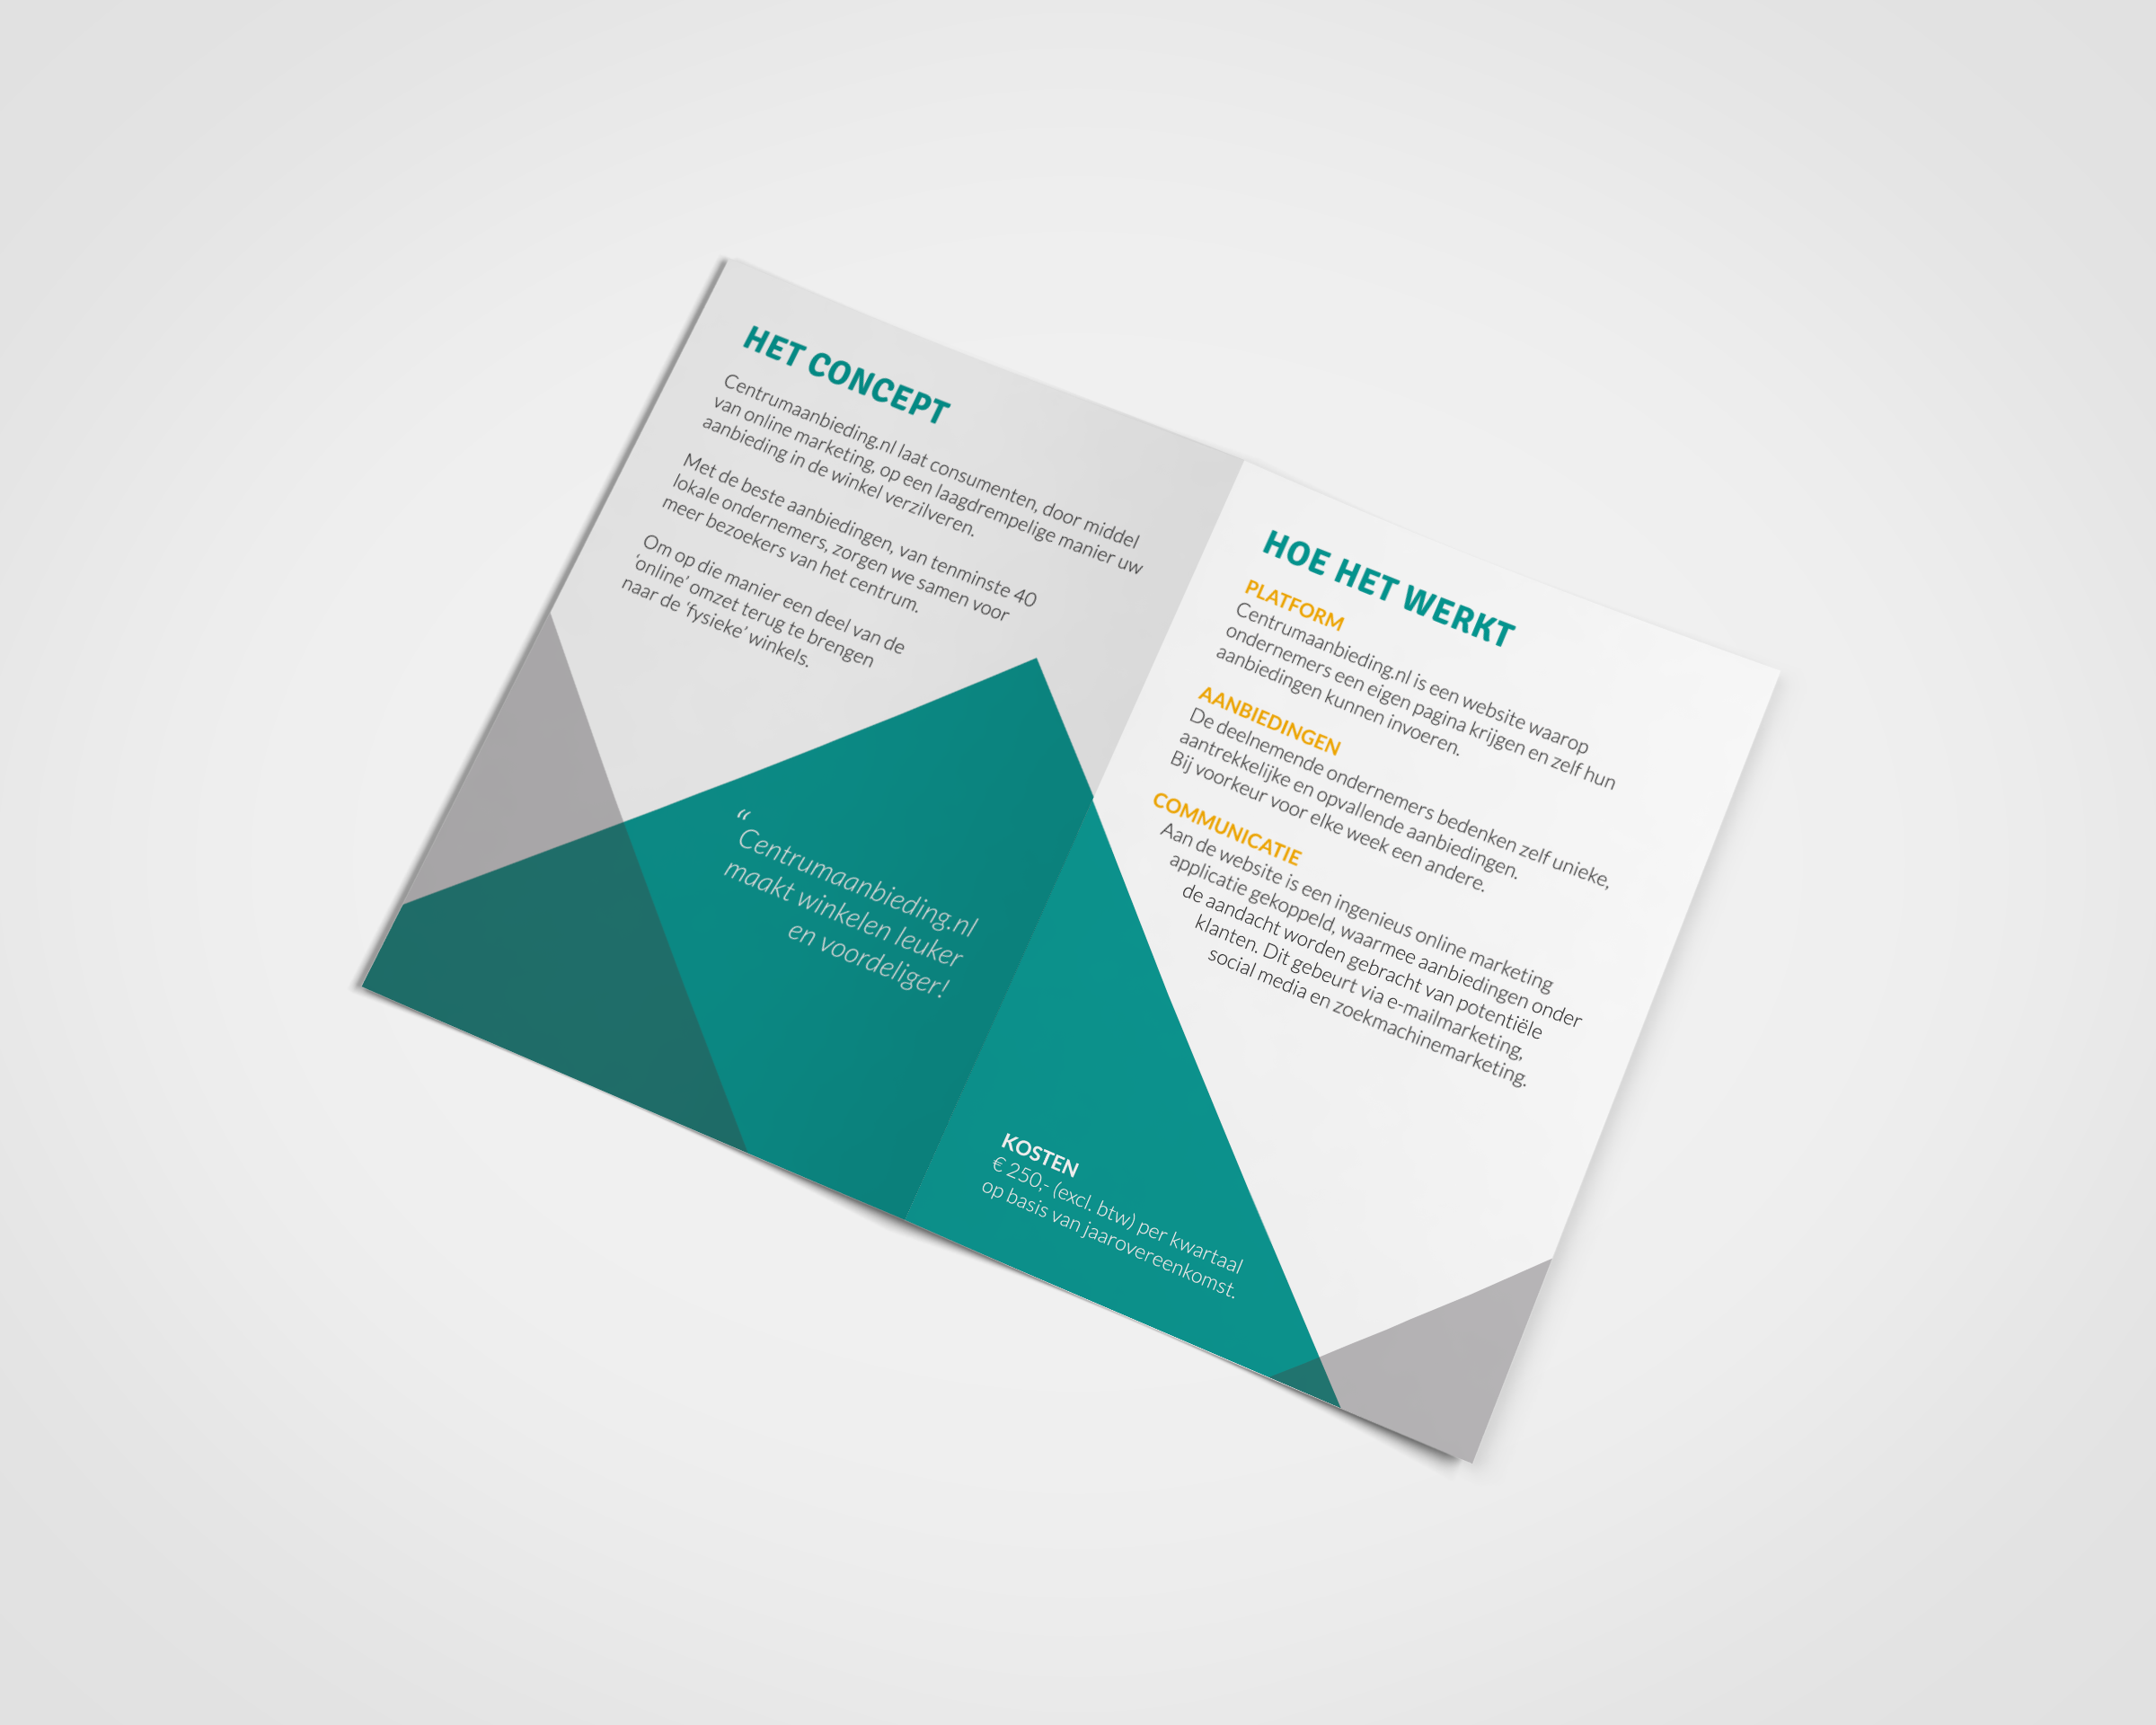 HET CONCEPT
Centrumaanbieding.nl laat consumenten, door middel
van online marketing, op een laagdrempelige manier uw
aanbieding in de winkel verzilveren.
Met de beste aanbiedingen, van tenminste 40
lokale ondernemers, zorgen we samen voor
meer bezoekers van het centrum.
Om op die manier een deel van de
‘online’ omzet terug te brengen
naar de ‘fysieke’ winkels.
“
Centrumaanbieding.nl
maakt winkelen leuker
en voordeliger!
HOE HET WERKT
PLATFORM
Centrumaanbieding.nl is een website waarop
ondernemers een eigen pagina krijgen en zelf hun
aanbiedingen kunnen invoeren.
AANBIEDINGEN
De deelnemende ondernemers bedenken zelf unieke,
aantrekkelijke en opvallende aanbiedingen.
Bij voorkeur voor elke week een andere.
COMMUNICATIE
Aan de website is een ingenieus online marketing
applicatie gekoppeld, waarmee aanbiedingen onder
de aandacht worden gebracht van potentiële
klanten. Dit gebeurt via e-mailmarketing,
social media en zoekmachinemarketing.
KOSTEN
€ 250,- (excl. btw) per kwartaal
op basis van jaarovereenkomst.